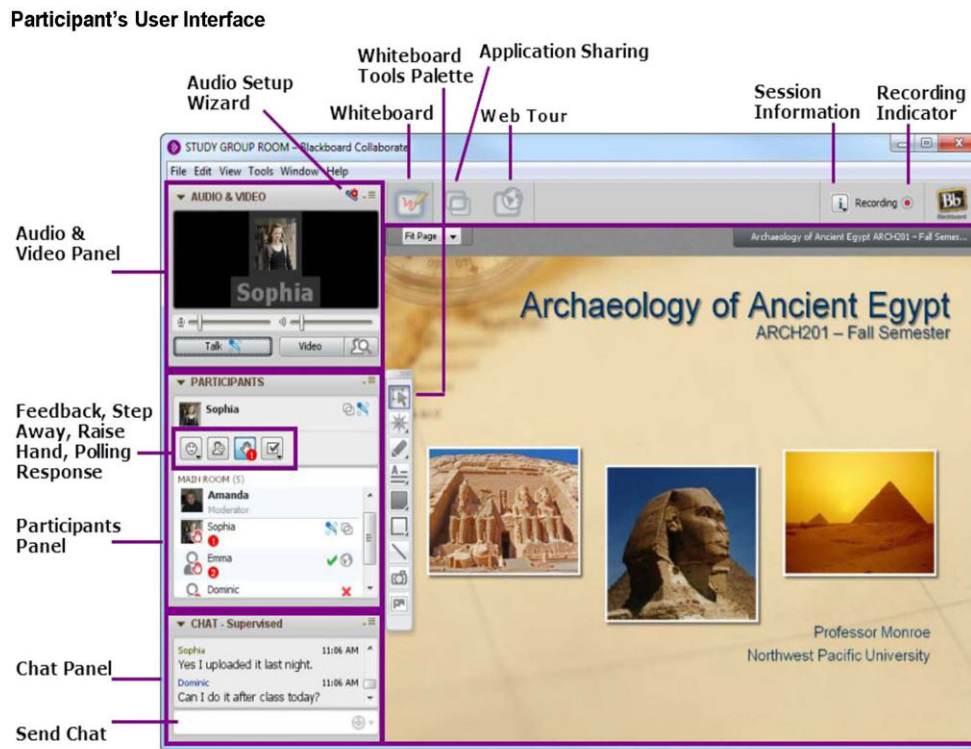 Participant's User Interface
Audio Setup
Wizard
Whiteboard
Tools Palette
Application Sharing
Whiteboard
Web Tour
Session
Information
Recording
Indicator
STUDY GROUP ROOM – Blackboard Collaborate
File Edit View Tools Window Help
Audio &
Video Panel
AUDIO & VIDEO
Sophia
Talk
Video
Recording
Bb
Blackboard
Fit Page
Archaeology of Ancient Egypt ARCH201 – Fall Semes...
Archaeology of Ancient Egypt
ARCH201 – Fall Semester
Feedback, Step
Away, Raise
Hand, Polling
Response
PARTICIPANTS
Sophia
1
Participants
Panel
MAIN ROOM (5)
Amanda
Moderator
Sophia
1
Emma
2
Dominic
Professor Monroe
Northwest Pacific University
Chat Panel
CHAT - Supervised
Sophia 11:06 AM
Yes I uploaded it last night.
Dominic 11:06 AM
Can I do it after class today?
Send Chat